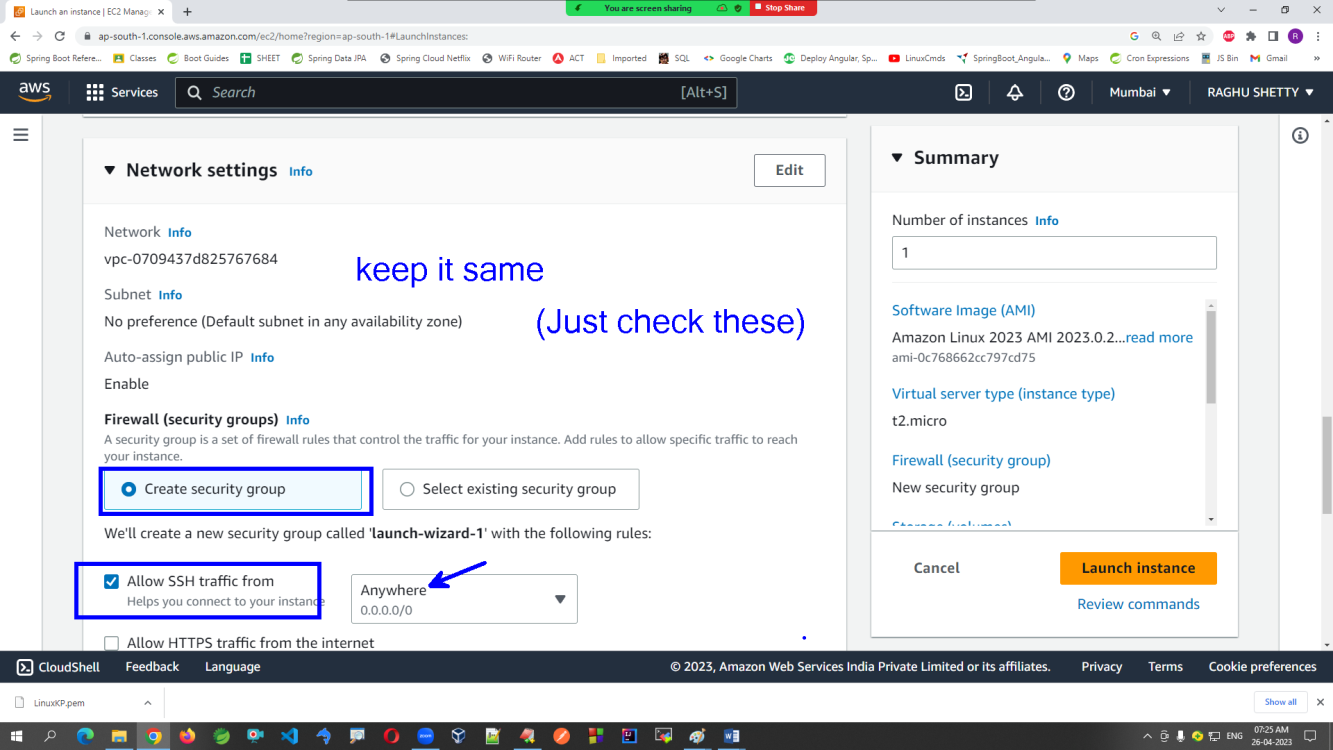 Launch an instance | EC2 Manag
You are screen sharing
Stop Share
ap-south-1.console.aws.amazon.com/ec2/home?region=ap-south-1#LaunchInstances:
Spring Boot Refere...
Classes
Boot Guides
SHEET
Spring Data JPA
Spring Cloud Netflix
WiFi Router
ACT
Imported
SQL
Google Charts
Deploy Angular, Sp...
LinuxCmds
SpringBoot_Angula...
Maps
Cron Expressions
JS Bin
Gmail
aws
Services
Search
[Alt+S]
Mumbai
RAGHU SHETTY
Network settings Info
Edit
Network Info
vpc-0709437d825767684
keep it same
Subnet Info
No preference (Default subnet in any availability zone)
(Just check these)
Auto-assign public IP Info
Enable
Firewall (security groups) Info
A security group is a set of firewall rules that control the traffic for your instance. Add rules to allow specific traffic to reach
your instance.
Create security group
Select existing security group
We'll create a new security group called 'launch-wizard-1' with the following rules:
Allow SSH traffic from
Helps you connect to your instance
Anywhere
0.0.0.0/0
Allow HTTPS traffic from the internet
Summary
Number of instances Info
1
Software Image (AMI)
Amazon Linux 2023 AMI 2023.0.2...read more
ami-0c768662cc797cd75
Virtual server type (instance type)
t2.micro
Firewall (security group)
New security group
Storage (volumes)
Cancel
Launch instance
Review commands
CloudShell
Feedback
Language
© 2023, Amazon Web Services India Private Limited or its affiliates.
Privacy
Terms
Cookie preferences
LinuxKP.pem
Show all
ENG
07:25 AM
26-04-2023